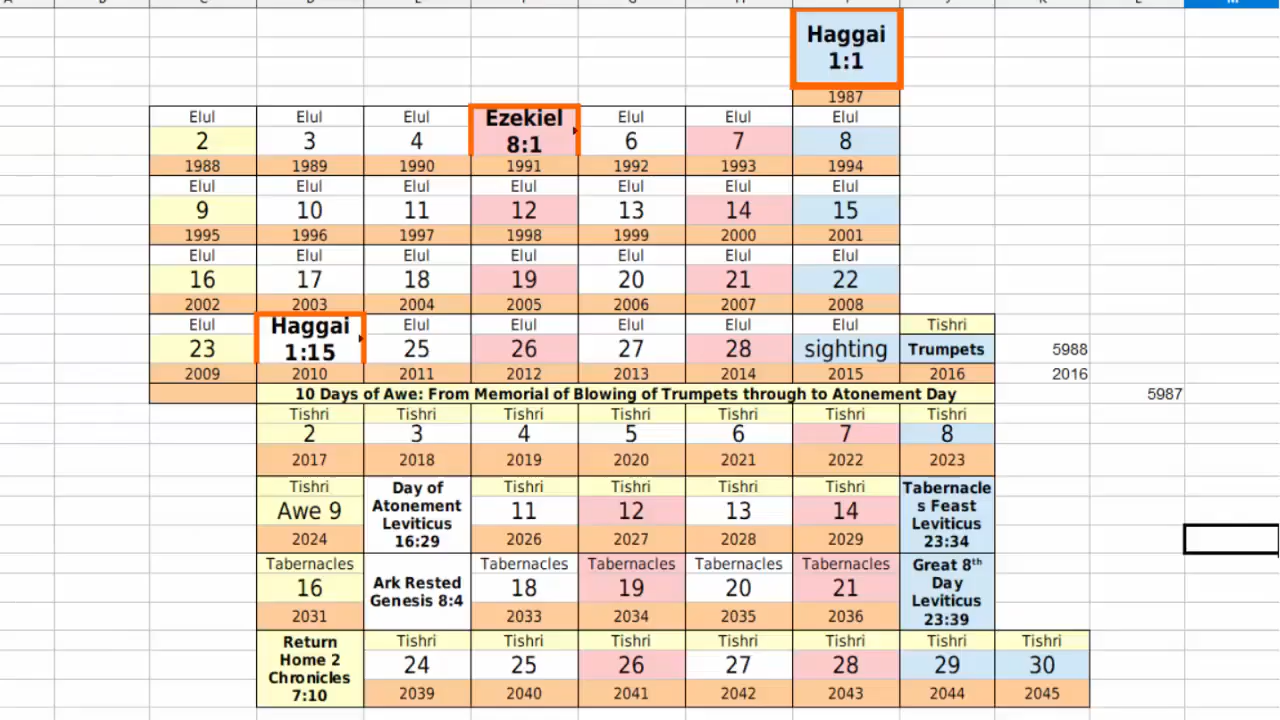 Haggai
1:1
1987
Elul Elul Elul Ezekiel 8:1 Elul Elul Elul
2 3 4 6 7 8
1988 1989 1990 1991 1992 1993 1994
Elul Elul Elul Elul Elul Elul Elul
9 10 11 12 13 14 15
1995 1996 1997 1998 1999 2000 2001
Elul Elul Elul Elul Elul Elul Elul
16 17 18 19 20 21 22
2002 2003 2004 2005 2006 2007 2008
Elul Haggai 1:15 Elul Elul Elul Elul Elul Tishri
23 25 26 27 28 sighting Trumpets 5988
2009 2010 2011 2012 2013 2014 2015 2016 2016
10 Days of Awe: From Memorial of Blowing of Trumpets through to Atonement Day 5987
Tishri Tishri Tishri Tishri Tishri Tishri Tishri
2 3 4 5 6 7 8
2017 2018 2019 2020 2021 2022 2023
Tishri Day of Atonement Leviticus 16:29 Tishri Tishri Tishri Tishri Tabernacle s Feast Leviticus 23:34
Awe 9 11 12 13 14
2024 2026 2027 2028 2029
Tabernacles Ark Rested Genesis 8:4 Tabernacles Tabernacles Tabernacles Tabernacles Great 8th Day Leviticus 23:39
16 18 19 20 21
2031 2033 2034 2035 2036
Return Home 2 Chronicles 7:10 Tishri Tishri Tishri Tishri Tishri Tishri Tishri
24 25 26 27 28 29 30
2039 2040 2041 2042 2043 2044 2045